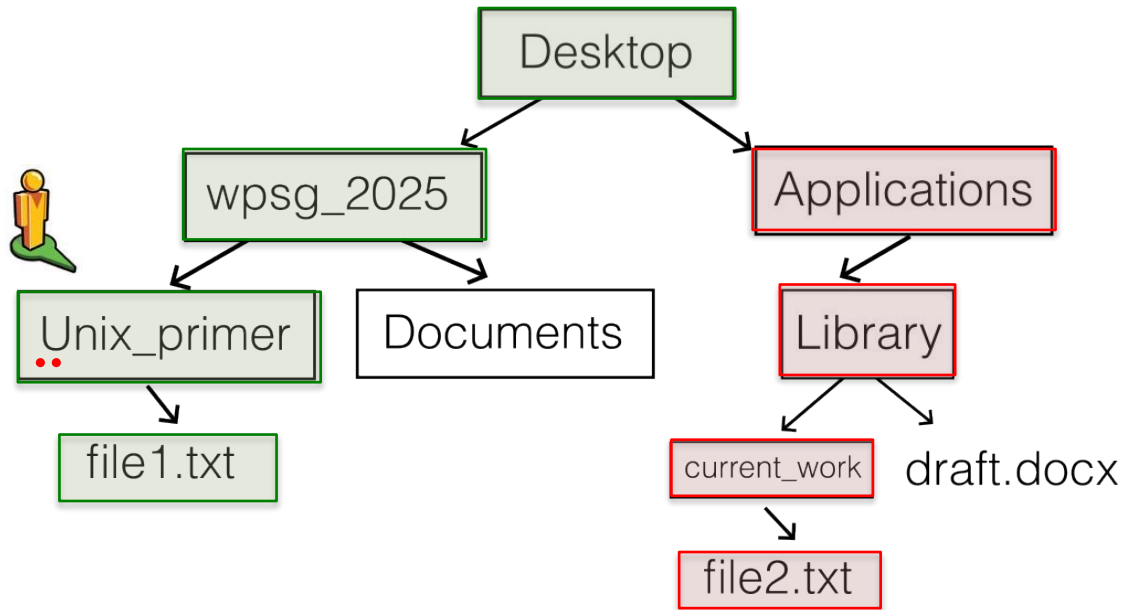 Desktop
wpsg_2025
Applications
Unix_primer
Documents
Library
file1.txt
current_work
draft.docx
file2.txt